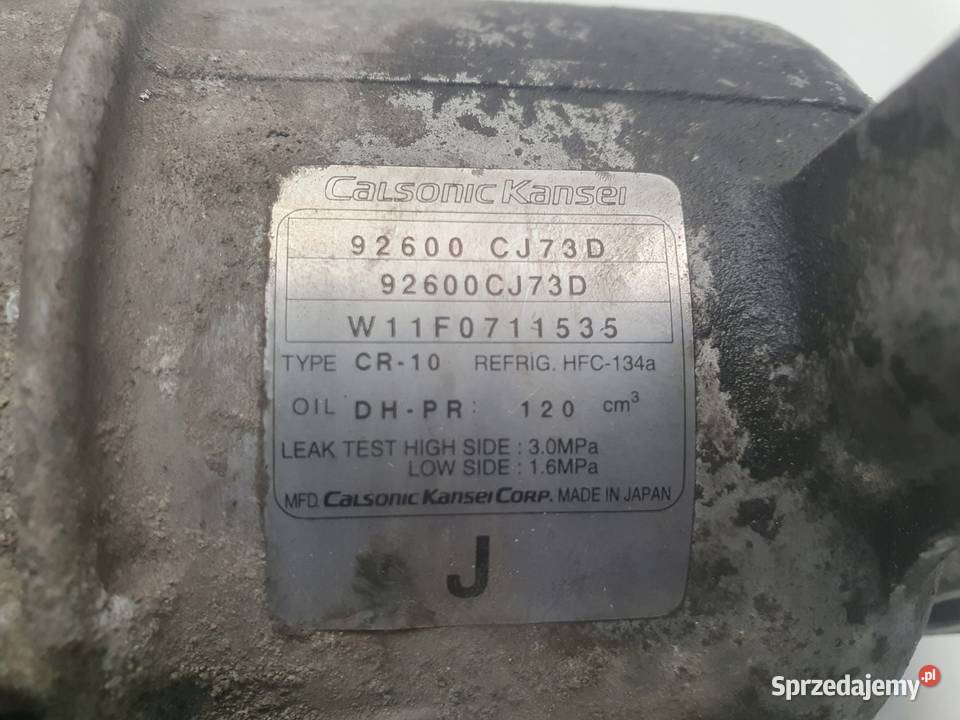 Calsonic Kansei
92600 CJ73D
92600CJ73D
W11F0711535
TYPE CR-10 REFRIG. HFC-134a
OIL DH-PR: 120 cm³
LEAK TEST HIGH SIDE : 3.0MPa
LOW SIDE : 1.6MPa
MFD. Calsonic Kansei Corp. MADE IN JAPAN
J
Sprzedajemy.pl